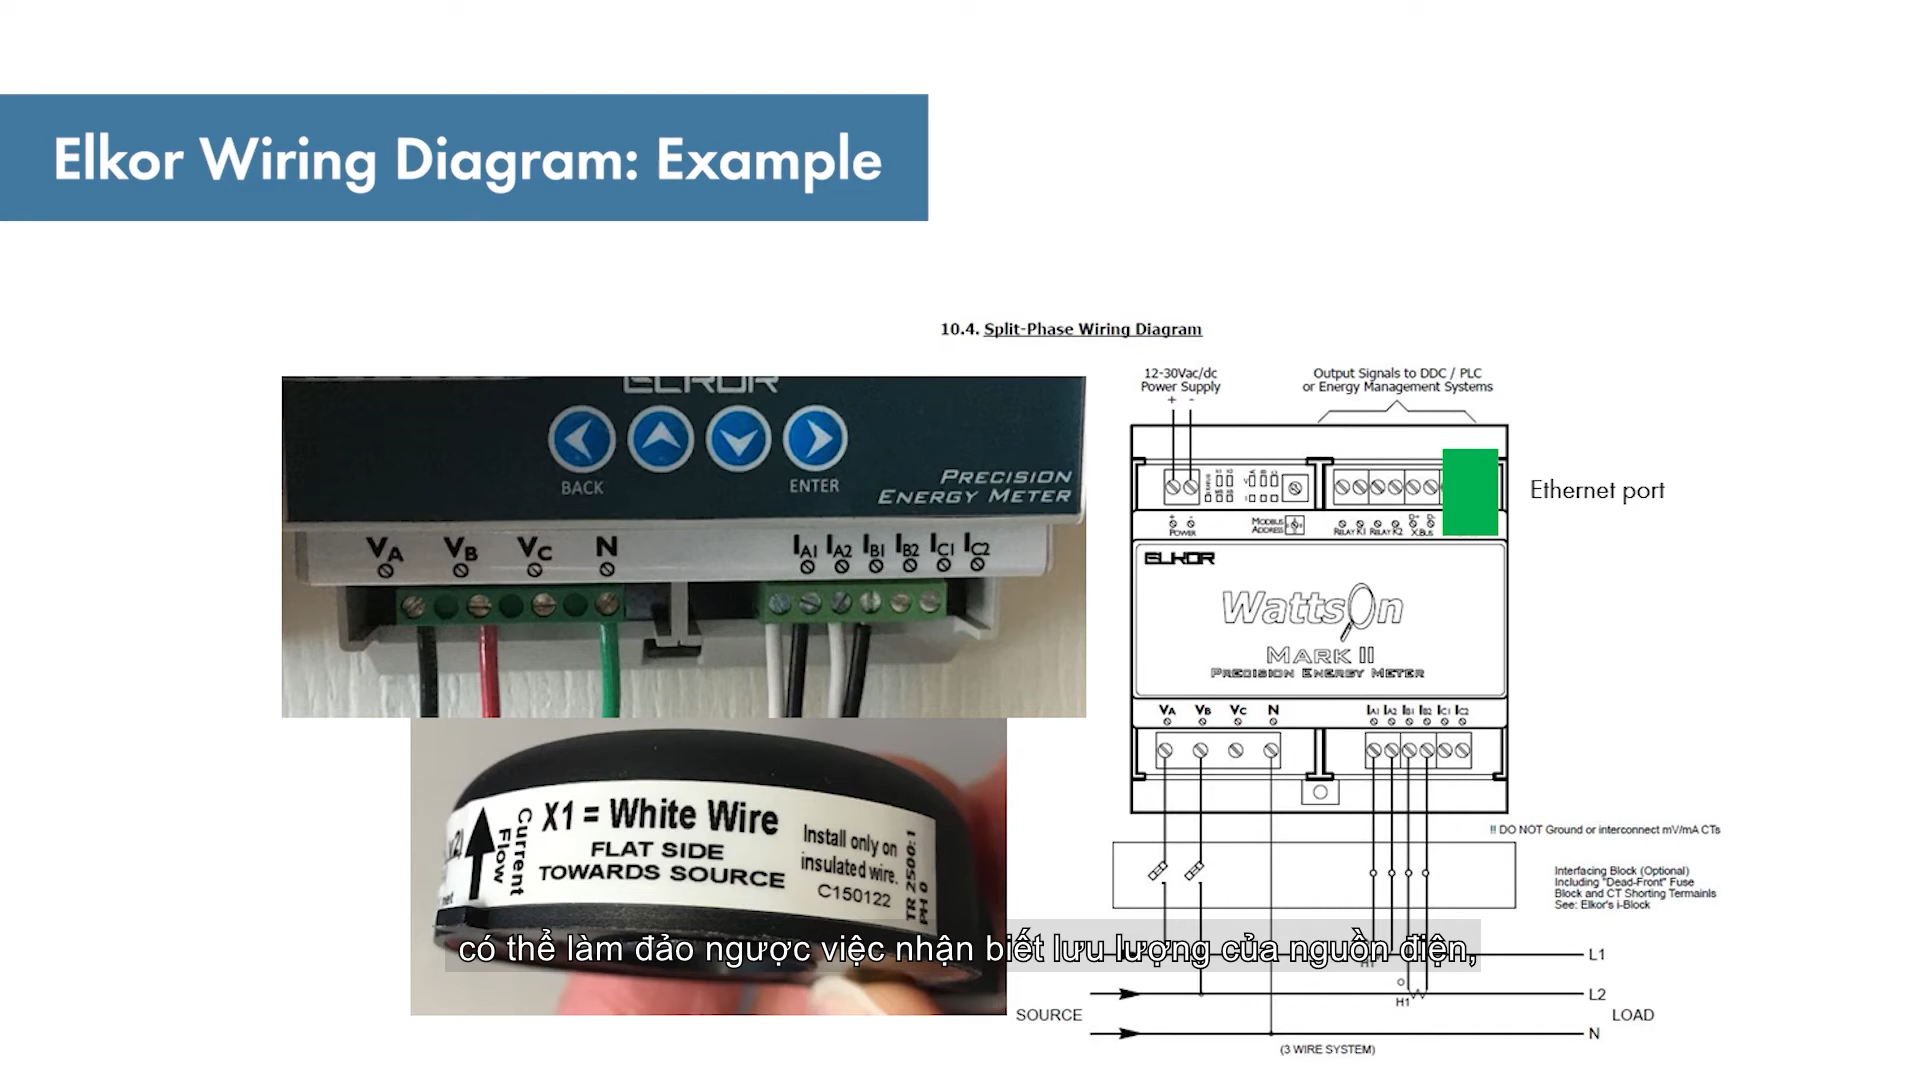 Elkor Wiring Diagram: Example
10.4. Split-Phase Wiring Diagram
12-30Vac/dc
Power Supply
+ -
Output Signals to DDC / PLC
or Energy Management Systems
Ethernet port
ELKOR
BACK
ENTER
PRECISION
ENERGY METER
VA VB VC N
IA1 IA2 IB1 IB2 IC1 IC2
+ -
POWER
MODBUS
ADDRESS
RELAY K1 RELAY K2 XBUS
D+ D-
ELKOR
WattsOn
MARK II
PRECISION ENERGY METER
VA VB VC N
IA1 IA2 IB1 IB2 IC1 IC2
Current
Flow
X1 = White Wire
FLAT SIDE
TOWARDS SOURCE
Install only on
insulated wire.
C150122
TR 2500:1
PH 0
!! DO NOT Ground or interconnect mV/mA CTs
Interfacing Block (Optional)
Including "Dead-Front" Fuse
Block and CT Shorting Termainls
See: Elkor's i-Block
có thể làm đảo ngược việc nhận biết lưu lượng của nguồn điện,
L1
H1
L2
SOURCE
LOAD
N
(3 WIRE SYSTEM)